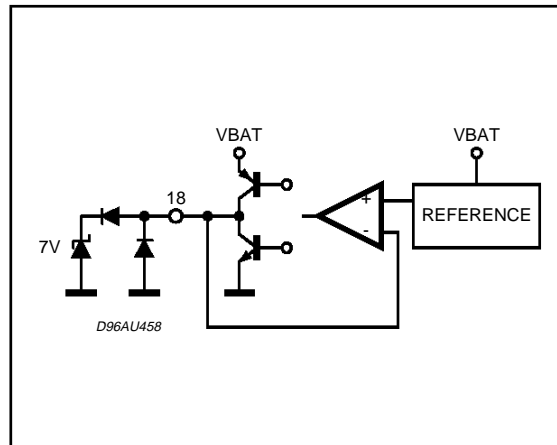 VBAT
VBAT
18
+
REFERENCE
-
7V
D96AU458